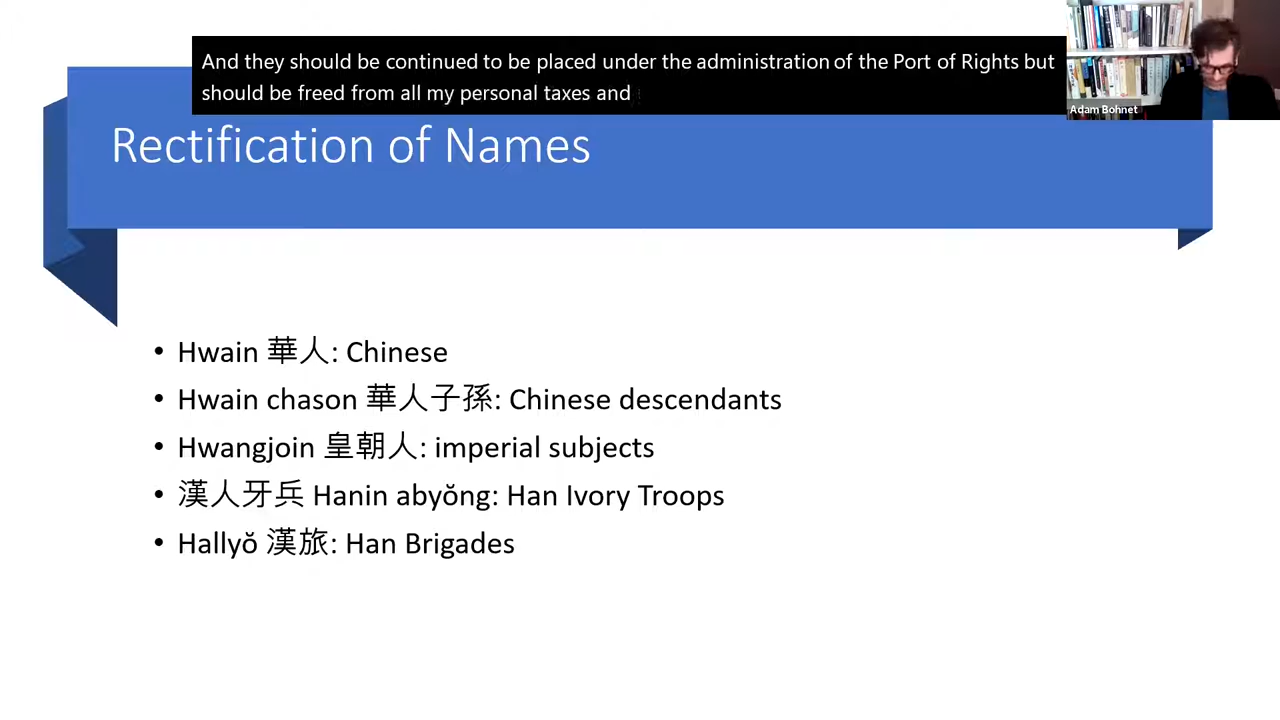 And they should be continued to be placed under the administration of the Port of Rights but
should be freed from all my personal taxes and
Adam Bohnet
Rectification of Names
• Hwain 華人: Chinese
• Hwain chason 華人子孫: Chinese descendants
• Hwangjoin 皇朝人: imperial subjects
• 漢人牙兵 Hanin abyŏng: Han Ivory Troops
• Hallyŏ 漢旅: Han Brigades